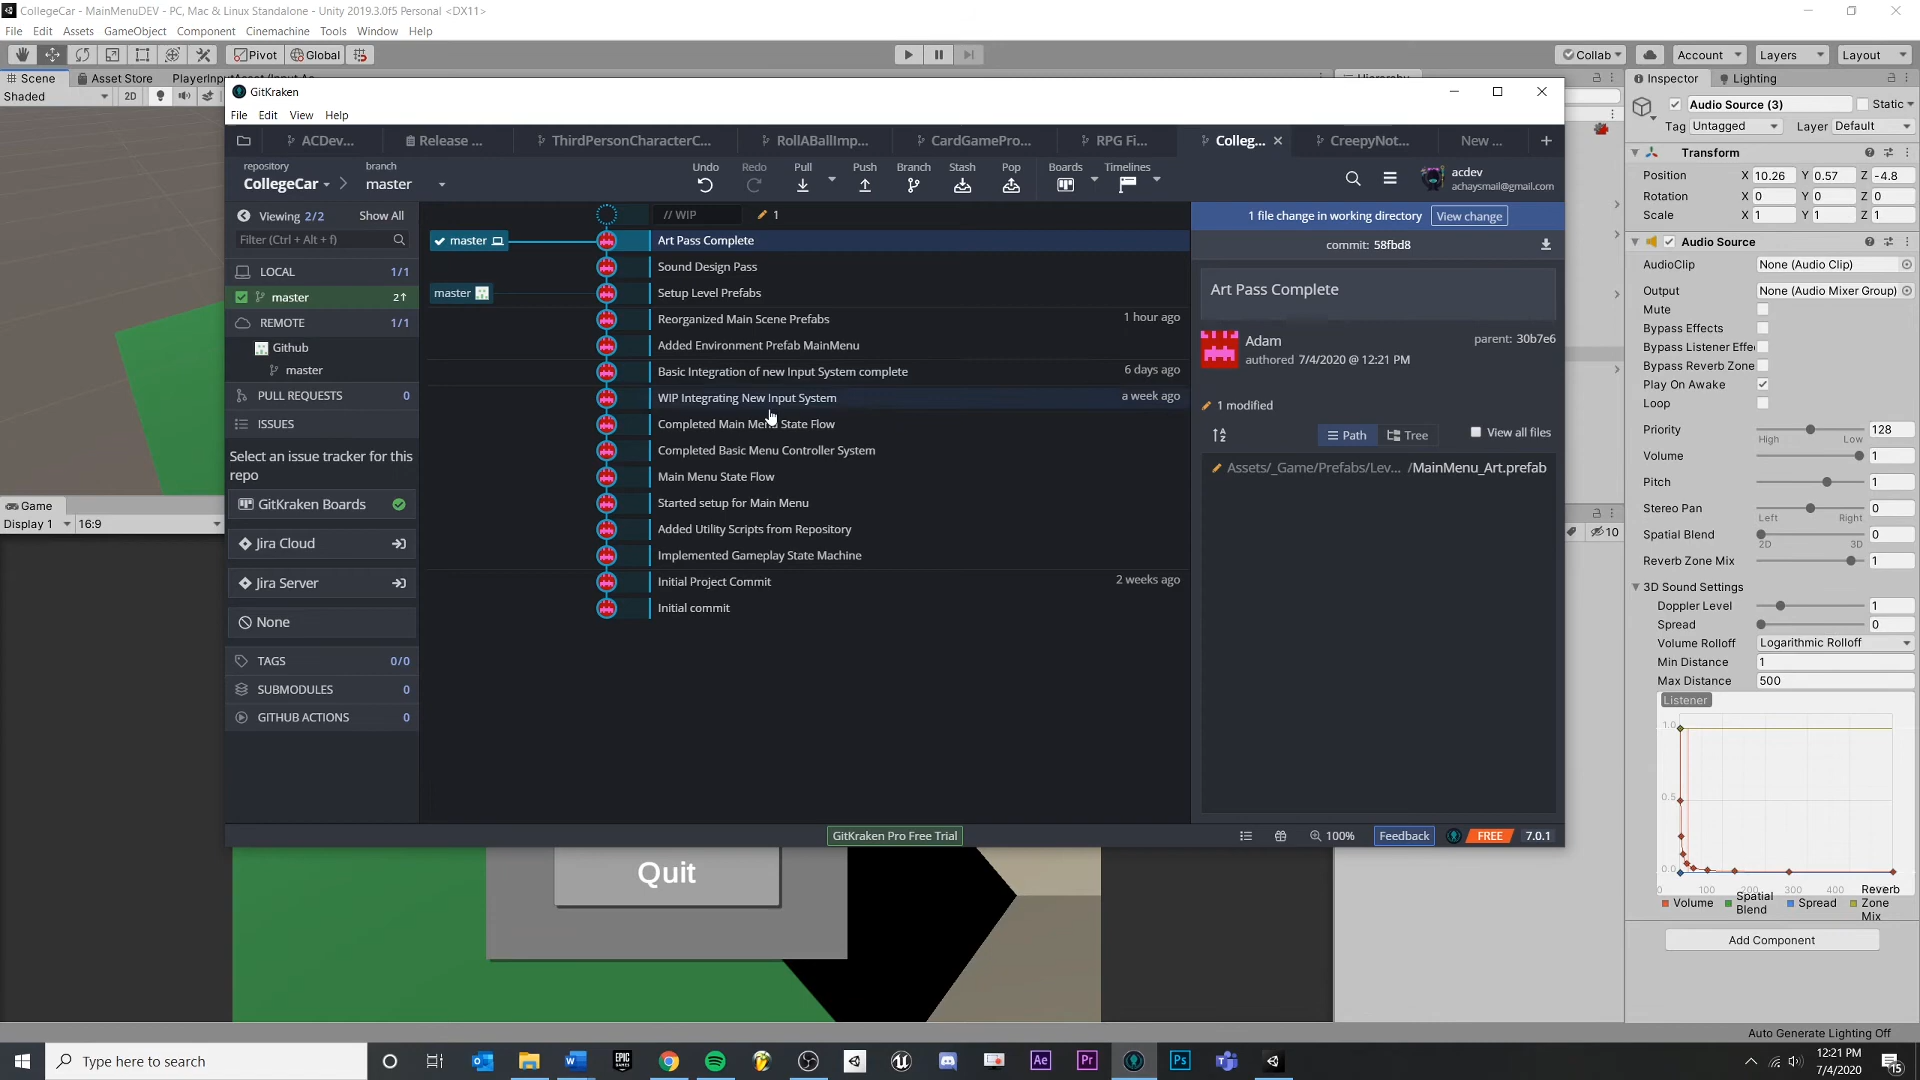 CollegeCar - MainMenuDEV - PC, Mac & Linux Standalone - Unity 2019.3.0f5 Personal <DX11>
File Edit Assets GameObject Component Cinemachine Tools Window Help
Pivot Global Collab Account Layers Layout
Scene Asset Store
Shaded 2D
GitKraken
File Edit View Help
ACDev... Release ... ThirdPersonCharacterC... RollABallImp... CardGamePro... RPG Fi... Colleg... CreepyNot... New ...
repository branch
CollegeCar master
Undo Redo Pull Push Branch Stash Pop Boards Timelines
acdev
achaysmail@gmail.com
Viewing 2/2 Show All
Filter (Ctrl + Alt + f)
LOCAL 1/1
master 2↑
REMOTE 1/1
Github
master
PULL REQUESTS 0
ISSUES
Select an issue tracker for this
repo
GitKraken Boards
Jira Cloud
Jira Server
None
TAGS 0/0
SUBMODULES 0
GITHUB ACTIONS 0
// WIP 1
master Art Pass Complete
Sound Design Pass
master Setup Level Prefabs
Reorganized Main Scene Prefabs 1 hour ago
Added Environment Prefab MainMenu
Basic Integration of new Input System complete 6 days ago
WIP Integrating New Input System a week ago
Completed Main Menu State Flow
Completed Basic Menu Controller System
Main Menu State Flow
Started setup for Main Menu
Added Utility Scripts from Repository
Implemented Gameplay State Machine
Initial Project Commit 2 weeks ago
Initial commit
1 file change in working directory View change
commit: 58fbd8
Art Pass Complete
Adam
authored 7/4/2020 @ 12:21 PM
parent: 30b7e6
1 modified
Path Tree View all files
Assets/_Game/Prefabs/Lev... /MainMenu_Art.prefab
GitKraken Pro Free Trial
100% Feedback FREE 7.0.1
Inspector Lighting
Audio Source (3) Static
Tag Untagged Layer Default
Transform
Position X 10.26 Y 0.57 Z -4.8
Rotation X 0 Y 0 Z 0
Scale X 1 Y 1 Z 1
Audio Source
AudioClip None (Audio Clip)
Output None (Audio Mixer Group)
Mute
Bypass Effects
Bypass Listener Effe
Bypass Reverb Zone
Play On Awake
Loop
Priority 128
High Low
Volume 1
Pitch 1
Stereo Pan 0
Left Right
Spatial Blend 0
2D 3D
Reverb Zone Mix 1
3D Sound Settings
Doppler Level 1
Spread 0
Volume Rolloff Logarithmic Rolloff
Min Distance 1
Max Distance 500
Listener
1.0
0.5
0.0
0 100 200 300 400
Volume Spatial Blend Spread Reverb Zone Mix
Add Component
Game
Display 1 16:9
10
Quit
Auto Generate Lighting Off
Type here to search
12:21 PM
7/4/2020
15